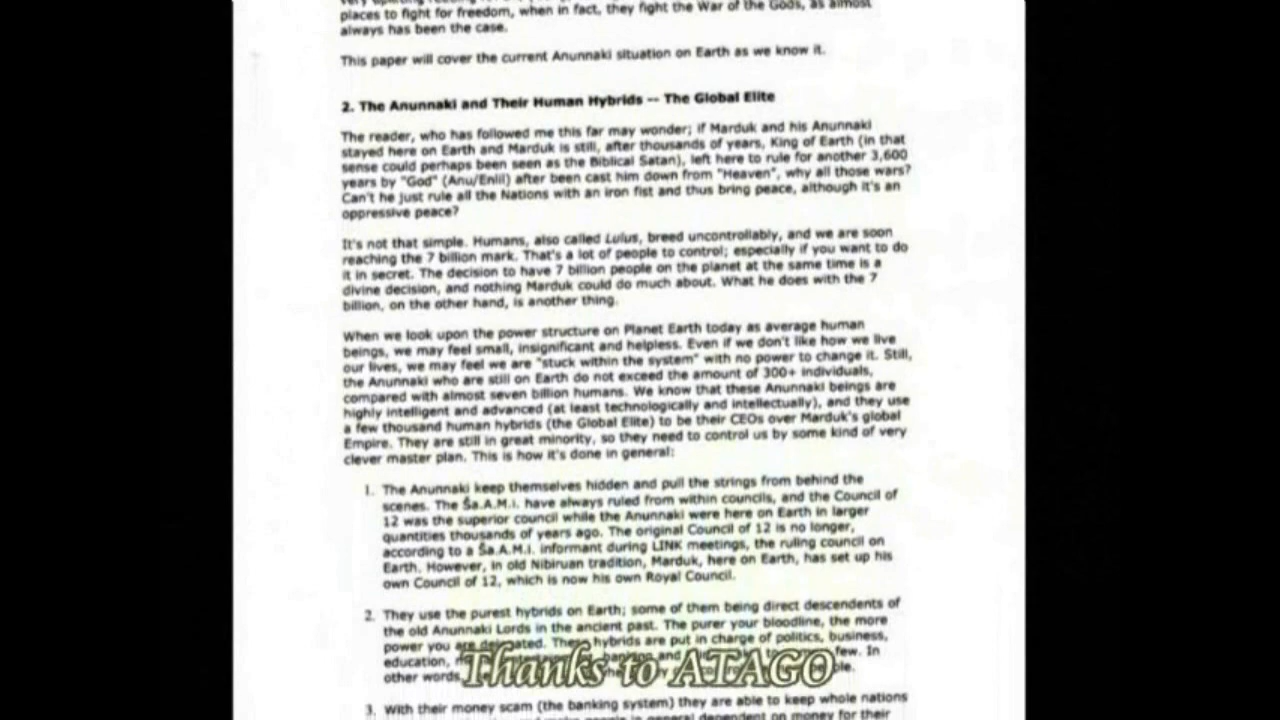 places to fight for freedom, when in fact, they fight the War of the Gods, as almost
always has been the case.
This paper will cover the current Anunnaki situation on Earth as we know it.
2. The Anunnaki and Their Human Hybrids -- The Global Elite
The reader, who has followed me this far may wonder; if Marduk and his Anunnaki
stayed here on Earth and Marduk is still, after thousands of years, King of Earth (in that
sense could perhaps been seen as the Biblical Satan), left here to rule for another 3,600
years by "God" (Anu/Enlil) after been cast him down from "Heaven", why all those wars?
Can't he just rule all the Nations with an iron fist and thus bring peace, although it's an
oppressive peace?
It's not that simple. Humans, also called Lulus, breed uncontrollably, and we are soon
reaching the 7 billion mark. That's a lot of people to control; especially if you want to do
it in secret. The decision to have 7 billion people on the planet at the same time is a
divine decision, and nothing Marduk could do much about. What he does with the 7
billion, on the other hand, is another thing.
When we look upon the power structure on Planet Earth today as average human
beings, we may feel small, insignificant and helpless. Even if we don't like how we live
our lives, we may feel we are "stuck within the system" with no power to change it. Still,
the Anunnaki who are still on Earth do not exceed the amount of 300+ individuals,
compared with almost seven billion humans. We know that these Anunnaki beings are
highly intelligent and advanced (at least technologically and intellectually), and they use
a few thousand human hybrids (the Global Elite) to be their CEOs over Marduk's global
Empire. They are still in great minority, so they need to control us by some kind of very
clever master plan. This is how it's done in general:
1. The Anunnaki keep themselves hidden and pull the strings from behind the
scenes. The Ša.A.M.i. have always ruled from within councils, and the Council of
12 was the superior council while the Anunnaki were here on Earth in larger
quantities thousands of years ago. The original Council of 12 is no longer,
according to a Ša.A.M.i. informant during LINK meetings, the ruling council on
Earth. However, in old Nibiruan tradition, Marduk, here on Earth, has set up his
own Council of 12, which is now his own Royal Council.
2. They use the purest hybrids on Earth; some of them being direct descendents of
the old Anunnaki Lords in the ancient past. The purer your bloodline, the more
power you are hybrids are put in charge of politics, business,
education, banking and few. In
other words
Thanks to ATAGO
3. With their money scam (the banking system) they are able to keep whole nations
people in general dependent on money for their